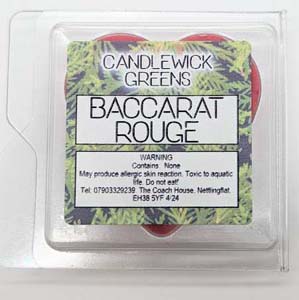 CANDLEWICK
GREENS
BACCARAT
ROUGE
WARNING
Contains : None
May produce allergic skin reaction. Toxic to aquatic
life. Do not eat!
Tel: 07903329239 The Coach House, Nettlingflat,
EH38 5YF 4/24